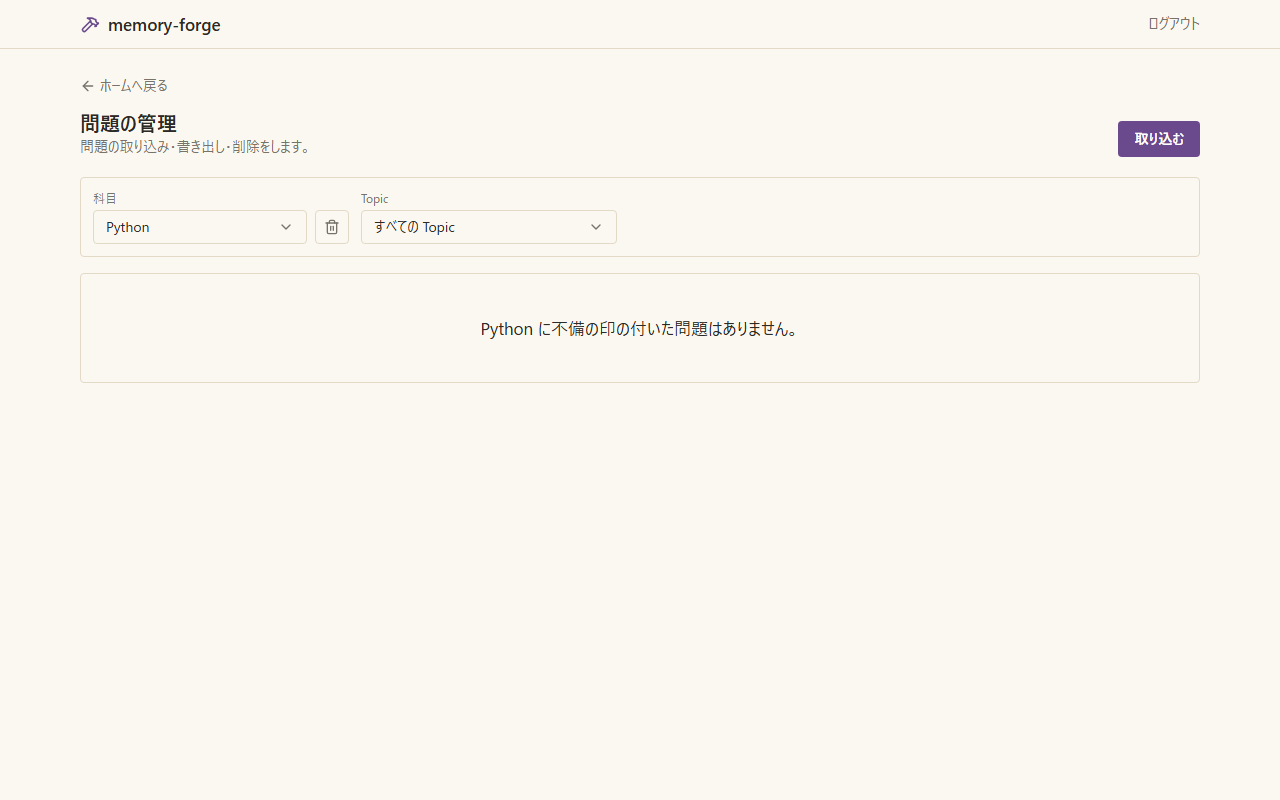 memory-forge
ログアウト
ホームへ戻る
問題の管理
問題の取り込み・書き出し・削除をします。
取り込む
科目
Topic
Python
すべての Topic
Python に不備の印の付いた問題はありません。